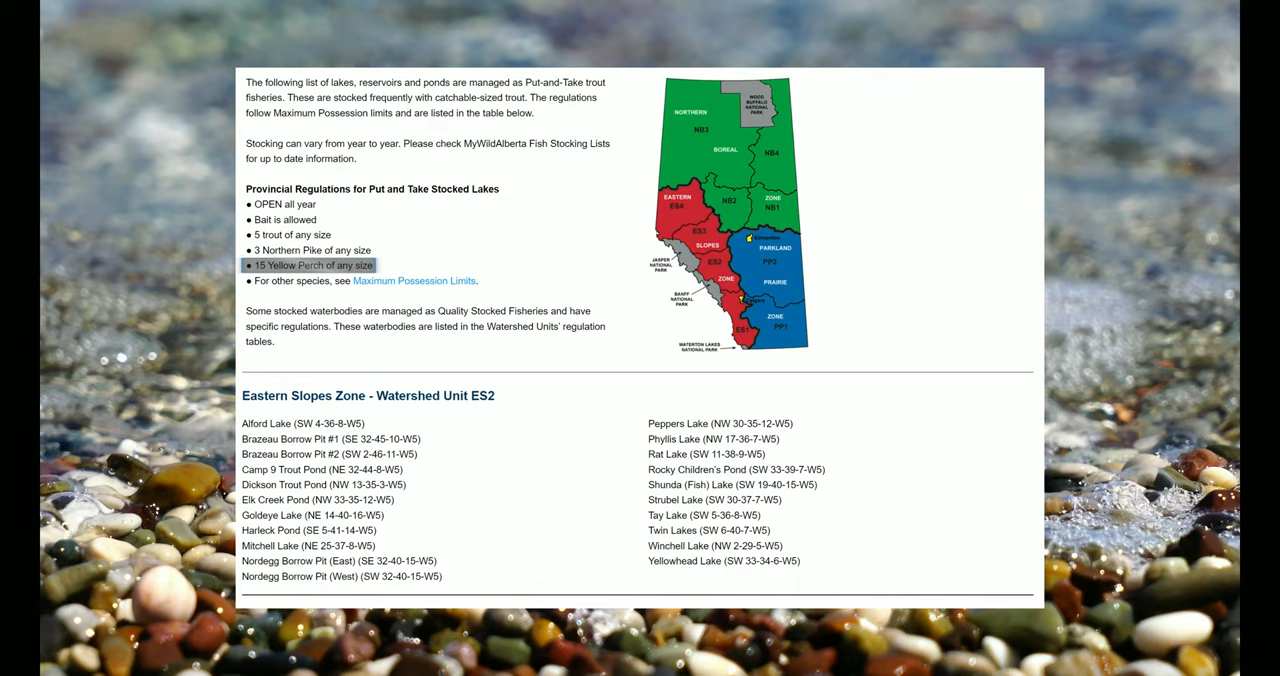 The following list of lakes, reservoirs and ponds are managed as Put-and-Take trout
fisheries. These are stocked frequently with catchable-sized trout. The regulations
follow Maximum Possession limits and are listed in the table below.
Stocking can vary from year to year. Please check MyWildAlberta Fish Stocking Lists
for up to date information.
Provincial Regulations for Put and Take Stocked Lakes
● OPEN all year
● Bait is allowed
● 5 trout of any size
● 3 Northern Pike of any size
● 15 Yellow Perch of any size
● For other species, see Maximum Possession Limits.
Some stocked waterbodies are managed as Quality Stocked Fisheries and have
specific regulations. These waterbodies are listed in the Watershed Units' regulation
tables.
WOOD
BUFFALO
NATIONAL
PARK
NORTHERN
NB3
BOREAL
NB4
EASTERN
ES4
NB2
ZONE
NB1
ES3
SLOPES
Edmonton
PARKLAND
JASPER
NATIONAL
PARK
ES2
PP2
ZONE
PRAIRIE
BANFF
NATIONAL
PARK
Calgary
ZONE
ES1
PP1
WATERTON LAKES
NATIONAL PARK
Eastern Slopes Zone - Watershed Unit ES2
Alford Lake (SW 4-36-8-W5)
Brazeau Borrow Pit #1 (SE 32-45-10-W5)
Brazeau Borrow Pit #2 (SW 2-46-11-W5)
Camp 9 Trout Pond (NE 32-44-8-W5)
Dickson Trout Pond (NW 13-35-3-W5)
Elk Creek Pond (NW 33-35-12-W5)
Goldeye Lake (NE 14-40-16-W5)
Harleck Pond (SE 5-41-14-W5)
Mitchell Lake (NE 25-37-8-W5)
Nordegg Borrow Pit (East) (SE 32-40-15-W5)
Nordegg Borrow Pit (West) (SW 32-40-15-W5)
Peppers Lake (NW 30-35-12-W5)
Phyllis Lake (NW 17-36-7-W5)
Rat Lake (SW 11-38-9-W5)
Rocky Children's Pond (SW 33-39-7-W5)
Shunda (Fish) Lake (SW 19-40-15-W5)
Strubel Lake (SW 30-37-7-W5)
Tay Lake (SW 5-36-8-W5)
Twin Lakes (SW 6-40-7-W5)
Winchell Lake (NW 2-29-5-W5)
Yellowhead Lake (SW 33-34-6-W5)